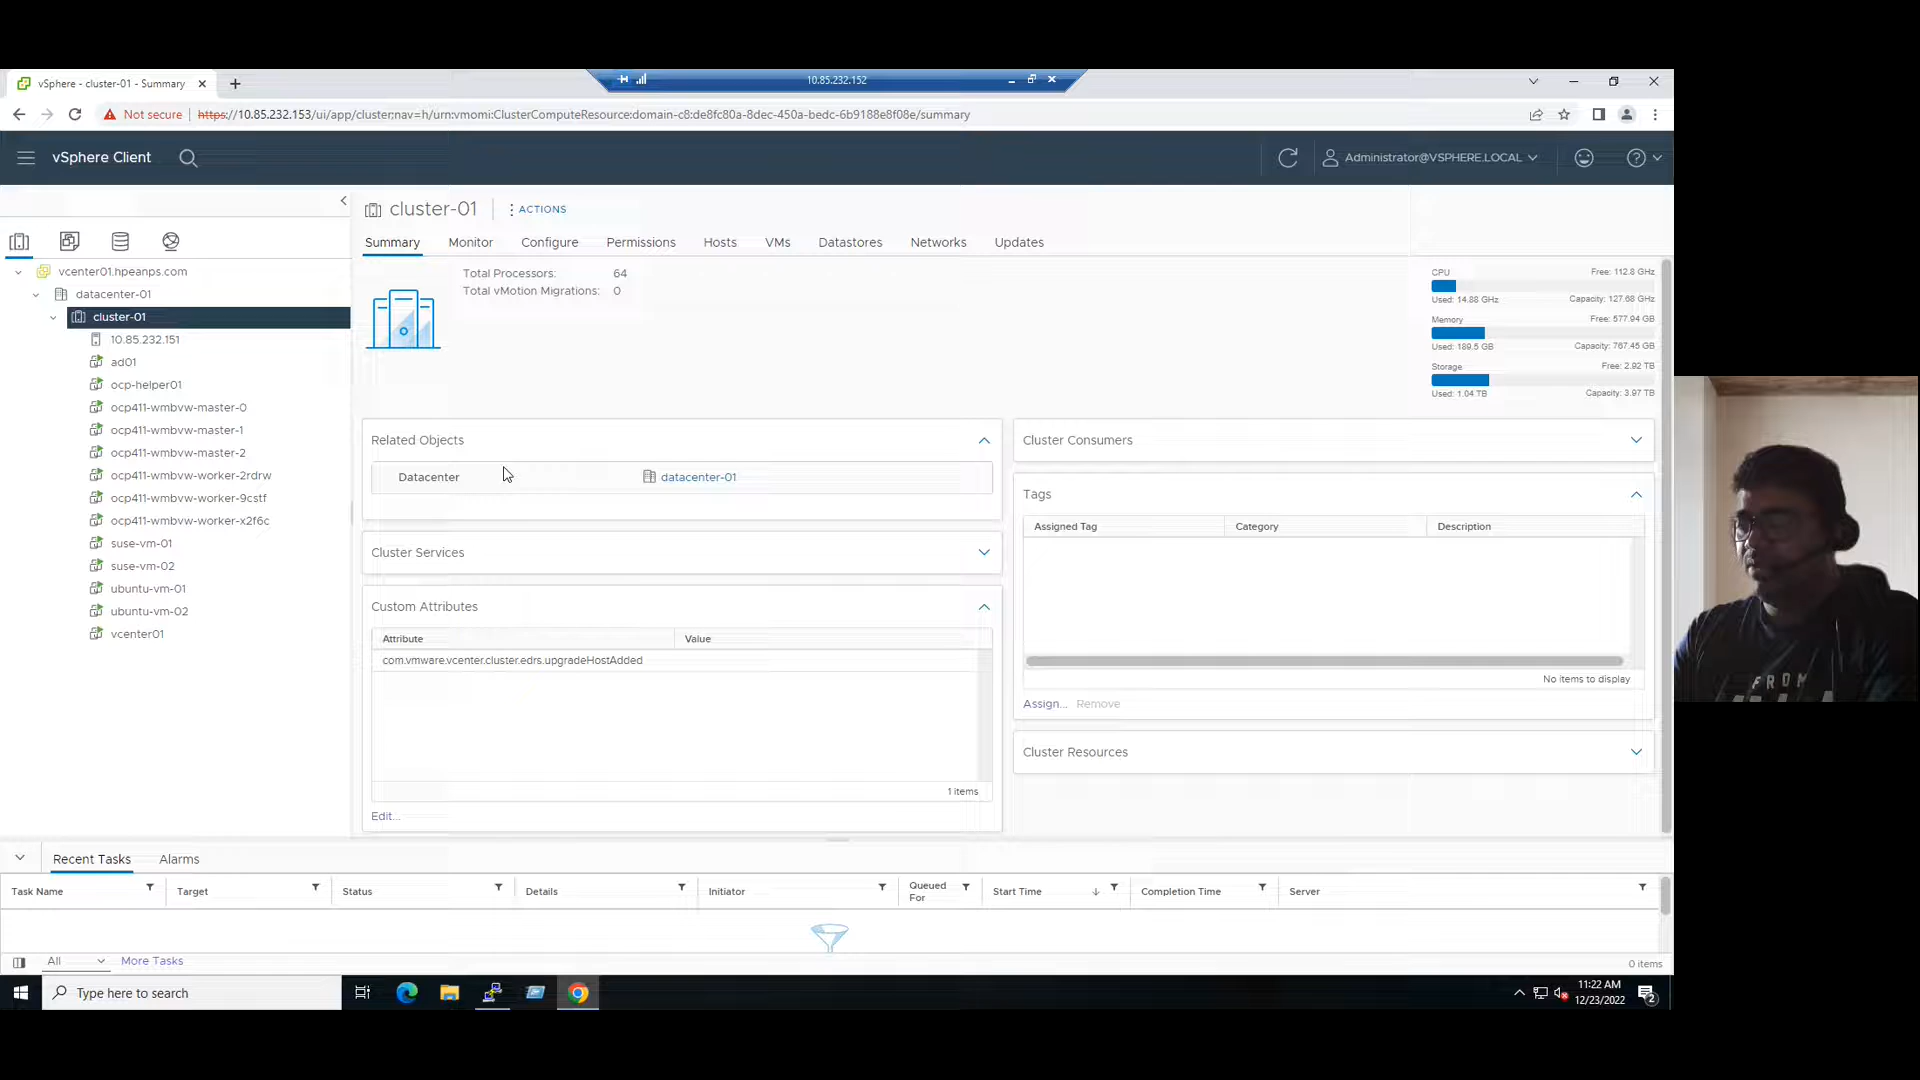 vSphere - cluster-01 - Summary
10.85.232.152
Not secure
https://10.85.232.153/ui/app/cluster;nav=h/urn:vmomi:ClusterComputeResource:domain-c8:de8fc80a-8dec-450a-bedc-6b9188e8f08e/summary
vSphere Client
Administrator@VSPHERE.LOCAL
cluster-01
ACTIONS
Summary Monitor Configure Permissions Hosts VMs Datastores Networks Updates
vcenter01.hpeanps.com
datacenter-01
cluster-01
10.85.232.151
ad01
ocp-helper01
ocp411-wmbvw-master-0
ocp411-wmbvw-master-1
ocp411-wmbvw-master-2
ocp411-wmbvw-worker-2rdrw
ocp411-wmbvw-worker-9cstf
ocp411-wmbvw-worker-x2f6c
suse-vm-01
suse-vm-02
ubuntu-vm-01
ubuntu-vm-02
vcenter01
Total Processors: 64
Total vMotion Migrations: 0
CPU Free: 112.8 GHz
Used: 14.88 GHz Capacity: 127.68 GHz
Memory Free: 577.94 GB
Used: 189.5 GB Capacity: 767.45 GB
Storage Free: 2.92 TB
Used: 1.04 TB Capacity: 3.97 TB
Related Objects
Datacenter datacenter-01
Cluster Services
Custom Attributes
Attribute Value
com.vmware.vcenter.cluster.edrs.upgradeHostAdded
1 items
Edit...
Cluster Consumers
Tags
Assigned Tag Category Description
No items to display
Assign... Remove
Cluster Resources
Recent Tasks Alarms
Task Name Target Status Details Initiator Queued For Start Time Completion Time Server
All More Tasks
0 items
Type here to search
11:22 AM
12/23/2022
2
FROM